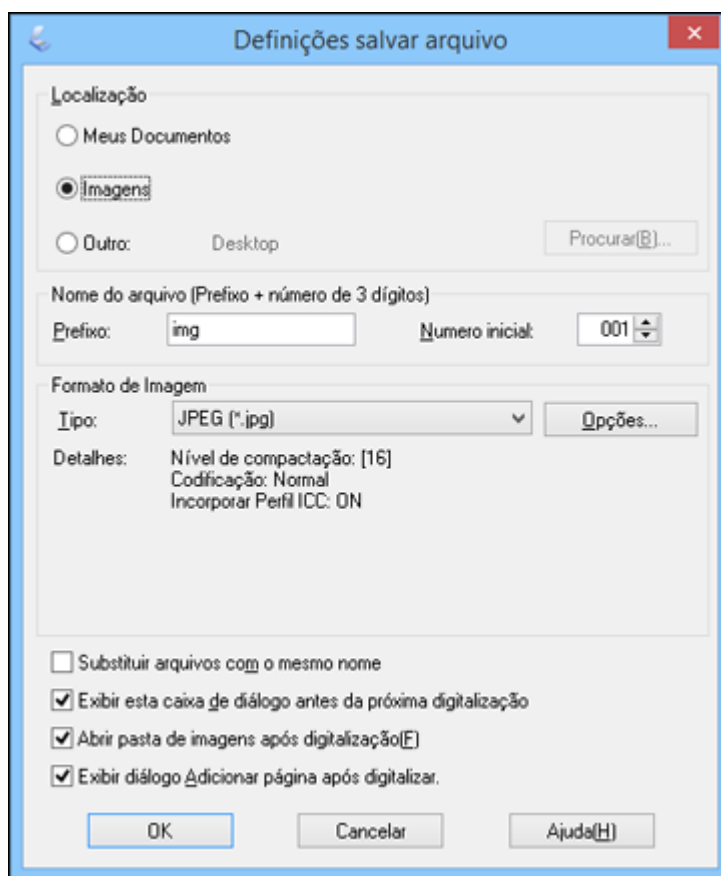 Definições salvar arquivo
Localização
Meus Documentos
Imagens
Outro: Desktop Procurar(B)...
Nome do arquivo (Prefixo + número de 3 dígitos)
Prefixo: img Numero inicial: 001
Formato de Imagem
Tipo: JPEG (*.jpg) Opções...
Detalhes: Nível de compactação: [16]
Codificação: Normal
Incorporar Perfil ICC: ON
Substituir arquivos com o mesmo nome
Exibir esta caixa de diálogo antes da próxima digitalização
Abrir pasta de imagens após digitalização(F)
Exibir diálogo Adicionar página após digitalizar.
OK Cancelar Ajuda(H)